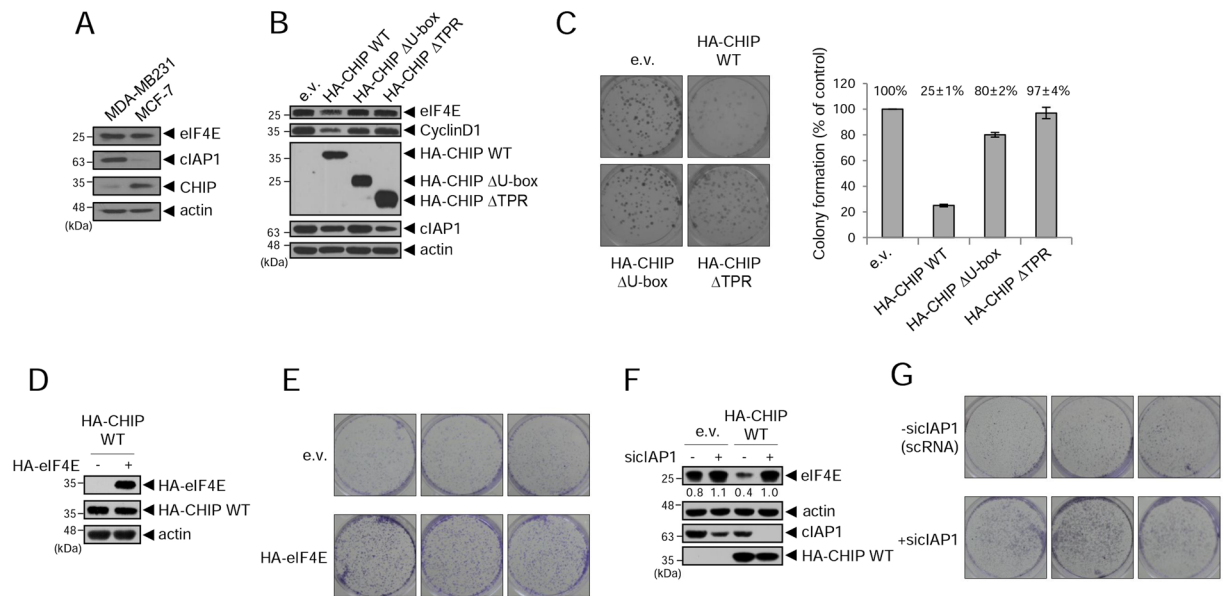 A
MDA-MB231
MCF-7
25
eIF4E
63
cIAP1
35
CHIP
48
actin
(kDa)
B
e.v.
HA-CHIP WT
HA-CHIP ΔU-box
HA-CHIP ΔTPR
25
eIF4E
35
CyclinD1
35
HA-CHIP WT
25
HA-CHIP ΔU-box
HA-CHIP ΔTPR
63
cIAP1
48
actin
(kDa)
C
e.v.
HA-CHIP
WT
HA-CHIP
ΔU-box
HA-CHIP
ΔTPR
Colony formation (% of control)
120
100
80
60
40
20
0
100%
25±1%
80±2%
97±4%
e.v.
HA-CHIP WT
HA-CHIP ΔU-box
HA-CHIP ΔTPR
D
HA-CHIP
WT
HA-eIF4E - +
35
HA-eIF4E
35
HA-CHIP WT
48
actin
(kDa)
E
e.v.
HA-eIF4E
F
HA-CHIP
e.v. WT
sicIAP1 - + - +
25
eIF4E
0.8 1.1 0.4 1.0
48
actin
63
cIAP1
35
HA-CHIP WT
(kDa)
G
-sicIAP1
(scRNA)
+sicIAP1